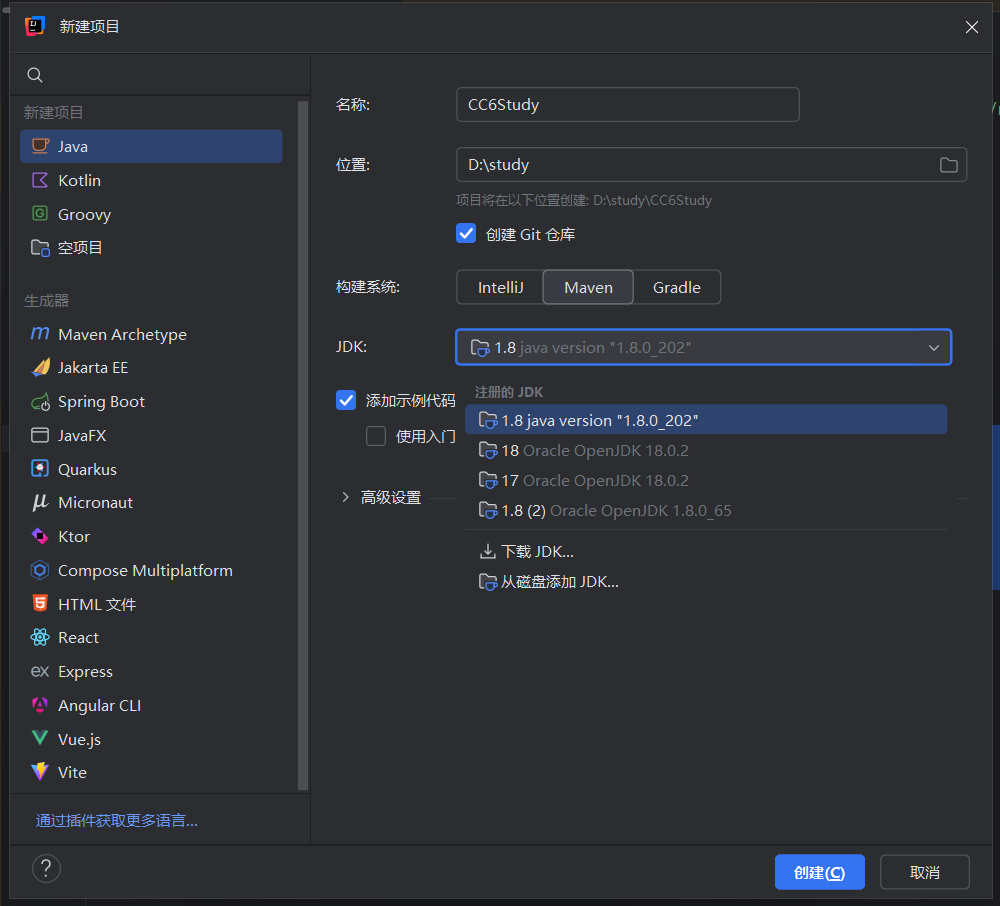 新建项目
新建项目
Java
Kotlin
Groovy
空项目
生成器
Maven Archetype
Jakarta EE
Spring Boot
JavaFX
Quarkus
Micronaut
Ktor
Compose Multiplatform
HTML 文件
React
Express
Angular CLI
Vue.js
Vite
通过插件获取更多语言...
名称:
CC6Study
位置:
D:\study
项目将在以下位置创建: D:\study\CC6Study
创建 Git 仓库
构建系统:
IntelliJ Maven Gradle
JDK:
1.8 java version "1.8.0_202"
添加示例代码
使用入门
高级设置
注册的 JDK
1.8 java version "1.8.0_202"
18 Oracle OpenJDK 18.0.2
17 Oracle OpenJDK 18.0.2
1.8 (2) Oracle OpenJDK 1.8.0_65
下载 JDK...
从磁盘添加 JDK...
?
创建(C) 取消